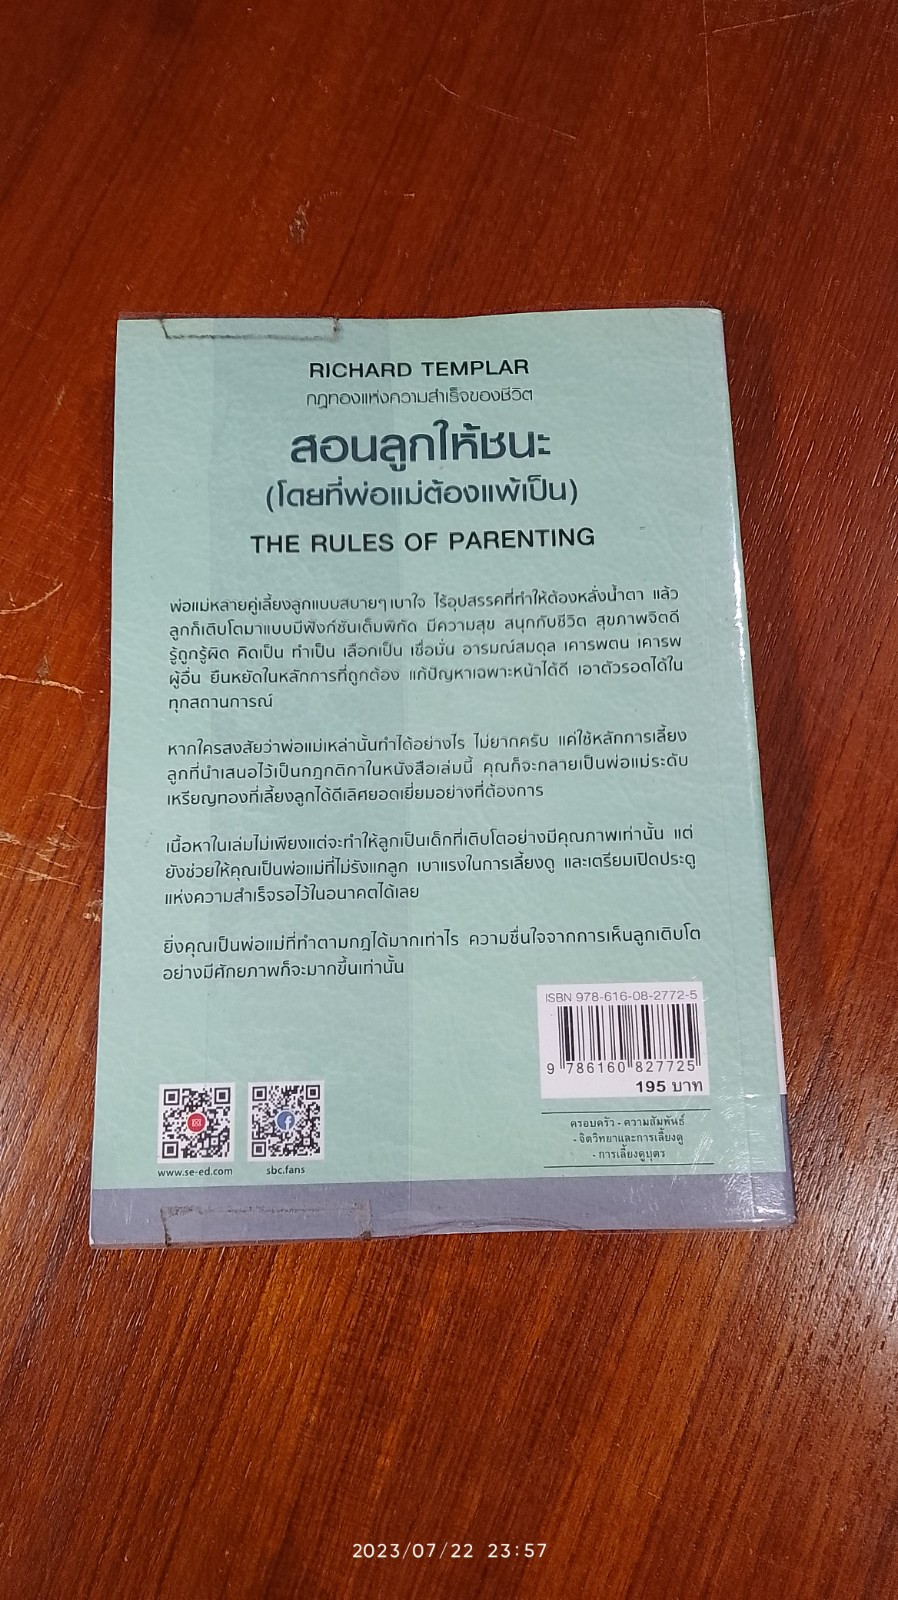 RICHARD TEMPLAR
กฎทองแห่งความสำเร็จของชีวิต
สอนลูกให้ชนะ
(โดยที่พ่อแม่ต้องแพ้เป็น)
THE RULES OF PARENTING
พ่อแม่หลายคู่เลี้ยงลูกแบบสบายๆ เบาใจ ไร้อุปสรรคที่ทำให้ต้องหลั่งน้ำตา แล้ว
ลูกก็เติบโตมาแบบมีฟังก์ชันเต็มพิกัด มีความสุข สนุกกับชีวิต สุขภาพจิตดี
รู้ถูกรู้ผิด คิดเป็น ทำเป็น เลือกเป็น เชื่อมั่น อารมณ์สมดุล เคารพตน เคารพ
ผู้อื่น ยืนหยัดในหลักการที่ถูกต้อง แก้ปัญหาเฉพาะหน้าได้ดี เอาตัวรอดได้ใน
ทุกสถานการณ์
หากใครสงสัยว่าพ่อแม่เหล่านั้นทำได้อย่างไร ไม่ยากครับ แค่ใช้หลักการเลี้ยง
ลูกที่นำเสนอไว้เป็นกฎกติกาในหนังสือเล่มนี้ คุณก็จะกลายเป็นพ่อแม่ระดับ
เหรียญทองที่เลี้ยงลูกได้ดีเลิศยอดเยี่ยมอย่างที่ต้องการ
เนื้อหาในเล่มไม่เพียงแต่จะทำให้ลูกเป็นเด็กที่เติบโตอย่างมีคุณภาพเท่านั้น แต่
ยังช่วยให้คุณเป็นพ่อแม่ที่ไม่รังแกลูก เบาแรงในการเลี้ยงดู และเตรียมเปิดประตู
แห่งความสำเร็จรอไว้ในอนาคตได้เลย
ยิ่งคุณเป็นพ่อแม่ที่ทำตามกฎได้มากเท่าไร ความชื่นใจจากการเห็นลูกเติบโต
อย่างมีศักยภาพก็จะมากขึ้นเท่านั้น
ISBN 978-616-08-2772-5
9 786160 827725
195 บาท
ครอบครัว - ความสัมพันธ์
- จิตวิทยาและการเลี้ยงดู
- การเลี้ยงดูบุตร
www.se-ed.com
sbc.fans
2023/07/22 23:57